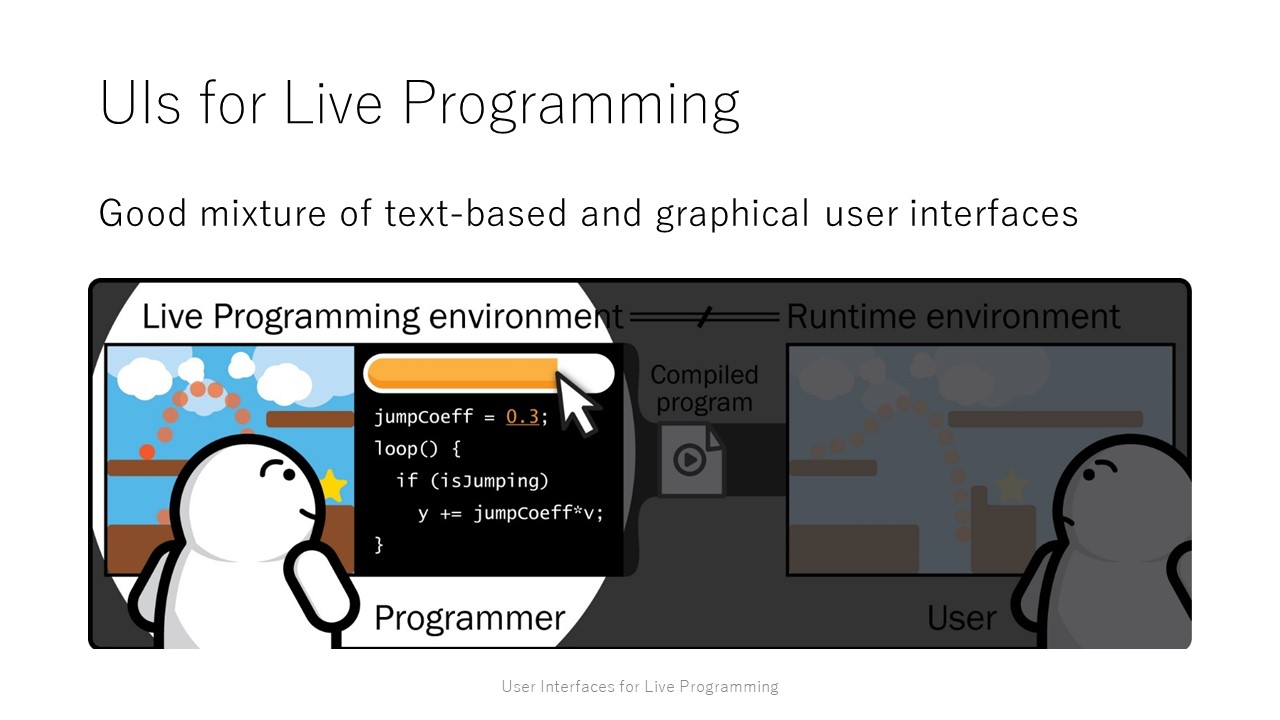 UIs for Live Programming
Good mixture of text-based and graphical user interfaces
Live Programming environment
Runtime environment
jumpCoeff = 0.3;
loop() {
if (isJumping)
y += jumpCoeff*v;
}
Compiled
program
Programmer
User
User Interfaces for Live Programming